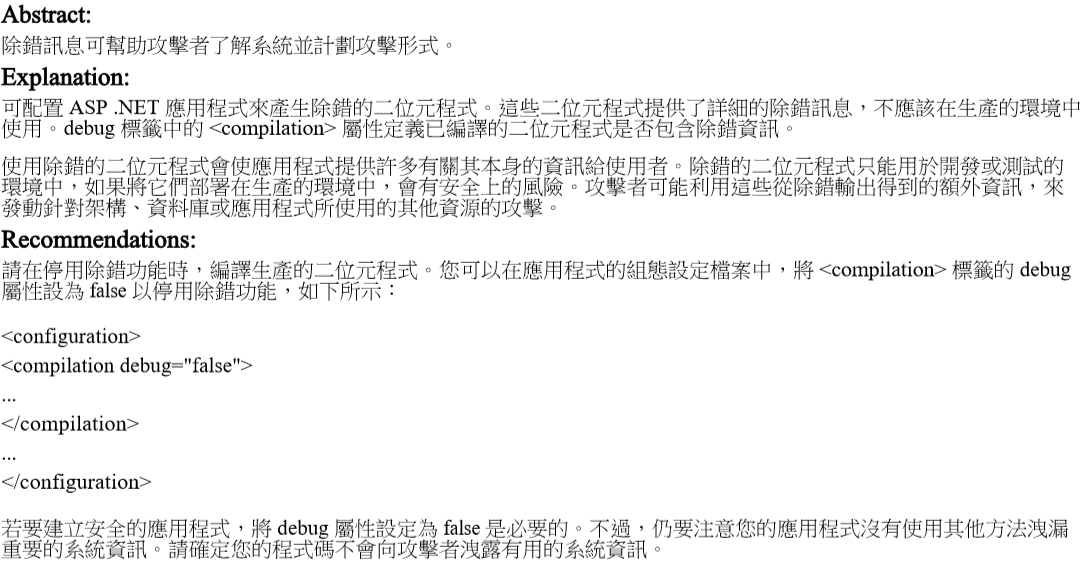 Abstract:
除錯訊息可幫助攻擊者了解系統並計劃攻擊形式。
Explanation:
可配置 ASP .NET 應用程式來產生除錯的二位元程式。這些二位元程式提供了詳細的除錯訊息，不應該在生產的環境中
使用。debug 標籤中的 <compilation> 屬性定義已編譯的二位元程式是否包含除錯資訊。
使用除錯的二位元程式會使應用程式提供許多有關其本身的資訊給使用者。除錯的二位元程式只能用於開發或測試的
環境中，如果將它們部署在生產的環境中，會有安全上的風險。攻擊者可能利用這些從除錯輸出得到的額外資訊，來
發動針對架構、資料庫或應用程式所使用的其他資源的攻擊。
Recommendations:
請在停用除錯功能時，編譯生產的二位元程式。您可以在應用程式的組態設定檔案中，將 <compilation> 標籤的 debug
屬性設為 false 以停用除錯功能，如下所示：
<configuration>
<compilation debug="false">
...
</compilation>
...
</configuration>
若要建立安全的應用程式，將 debug 屬性設定為 false 是必要的。不過，仍要注意您的應用程式沒有使用其他方法洩漏
重要的系統資訊。請確定您的程式碼不會向攻擊者洩露有用的系統資訊。